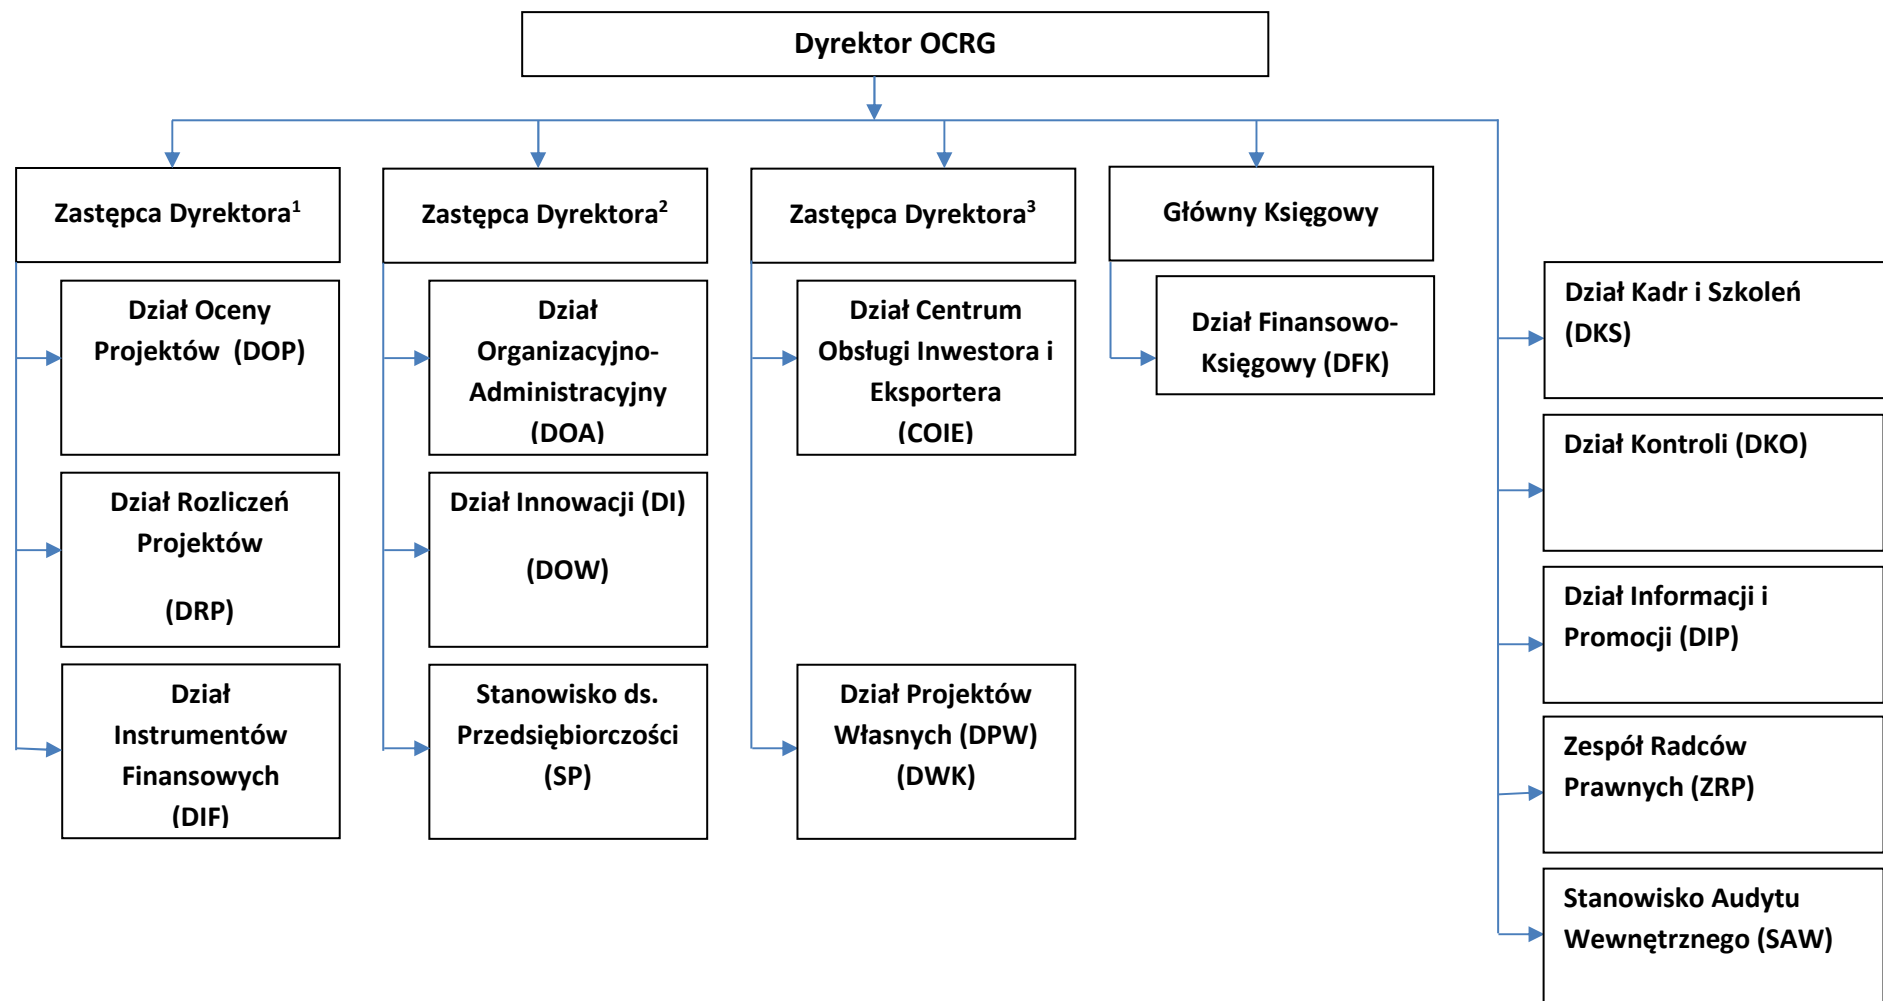 Dyrektor OCRG
Zastępca Dyrektora¹
Zastępca Dyrektora²
Zastępca Dyrektora³
Główny Księgowy
Dział Oceny
Projektów (DOP)
Dział Rozliczeń
Projektów
(DRP)
Dział
Instrumentów
Finansowych
(DIF)
Dział
Organizacyjno-
Administracyjny
(DOA)
Dział Innowacji (DI)
(DOW)
Stanowisko ds.
Przedsiębiorczości
(SP)
Dział Centrum
Obsługi Inwestora i
Eksportera
(COIE)
Dział Projektów
Własnych (DPW)
(DWK)
Dział Finansowo-
Księgowy (DFK)
Dział Kadr i Szkoleń
(DKS)
Dział Kontroli (DKO)
Dział Informacji i
Promocji (DIP)
Zespół Radców
Prawnych (ZRP)
Stanowisko Audytu
Wewnętrznego (SAW)